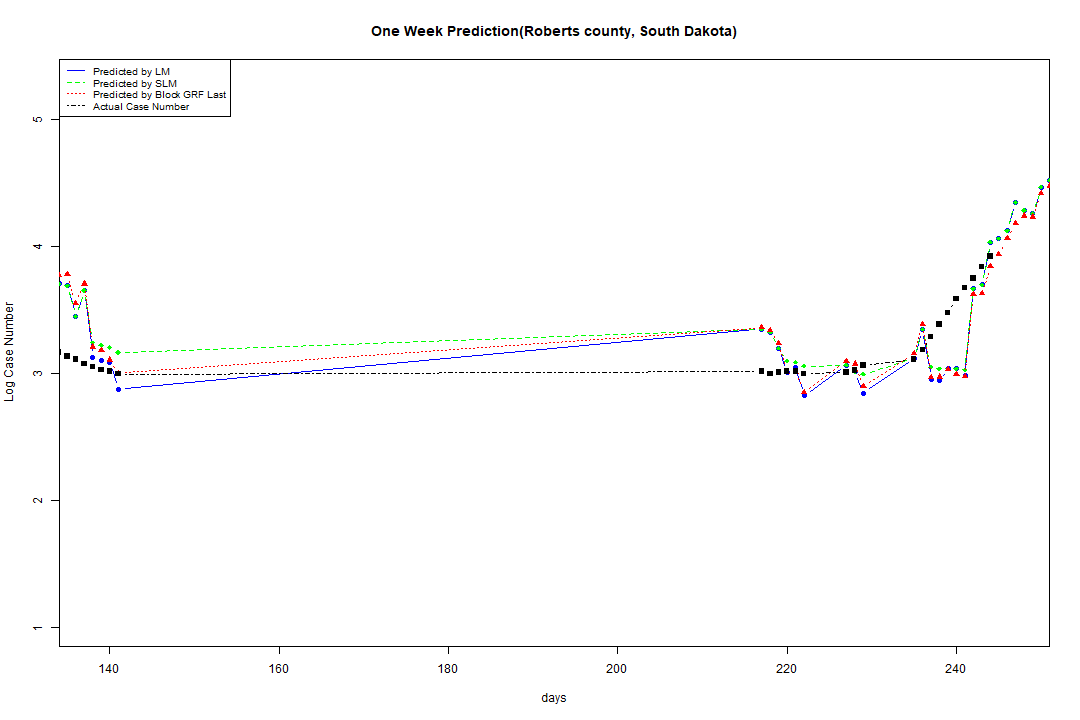 One Week Prediction(Roberts county, South Dakota)
Predicted by LM
Predicted by SLM
Predicted by Block GRF Last
Actual Case Number
5
4
3
2
1
Log Case Number
140 160 180 200 220 240
days